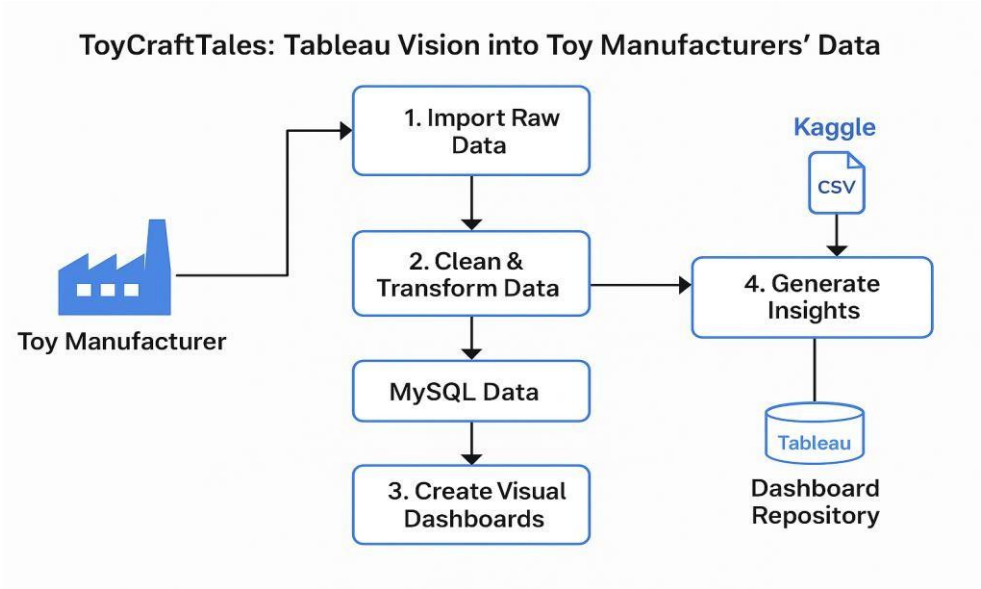 ToyCraftTales: Tableau Vision into Toy Manufacturers’ Data
1. Import Raw
Data
Kaggle
CSV
2. Clean &
Transform Data
4. Generate
Insights
Toy Manufacturer
MySQL Data
Tableau
3. Create Visual
Dashboards
Dashboard
Repository